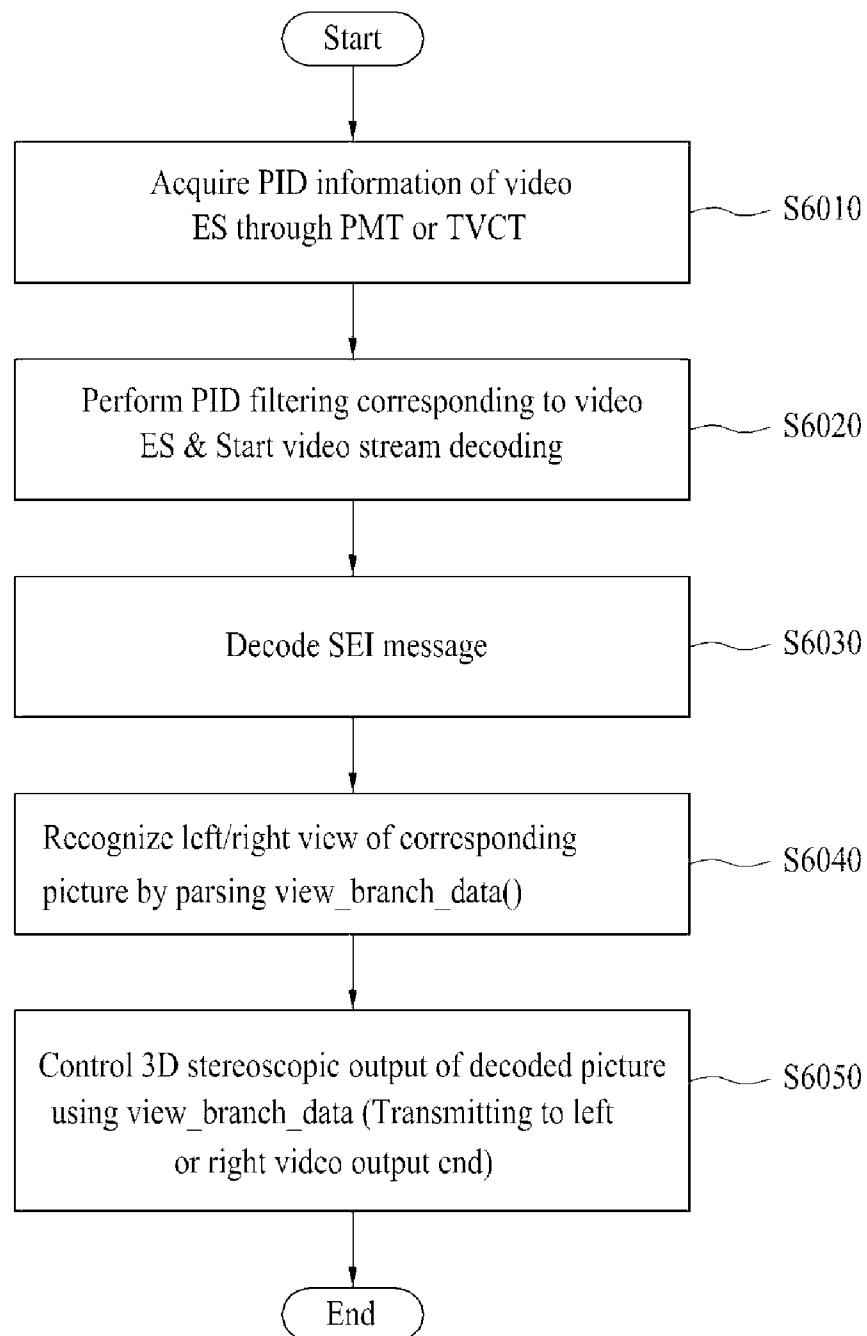 Start
Acquire PID information of video
ES through PMT or TVCT
S6010
Perform PID filtering corresponding to video
ES & Start video stream decoding
S6020
Decode SEI message
S6030
Recognize left/right view of corresponding
picture by parsing view_branch_data()
S6040
Control 3D stereoscopic output of decoded picture
using view_branch_data (Transmitting to left
or right video output end)
S6050
End